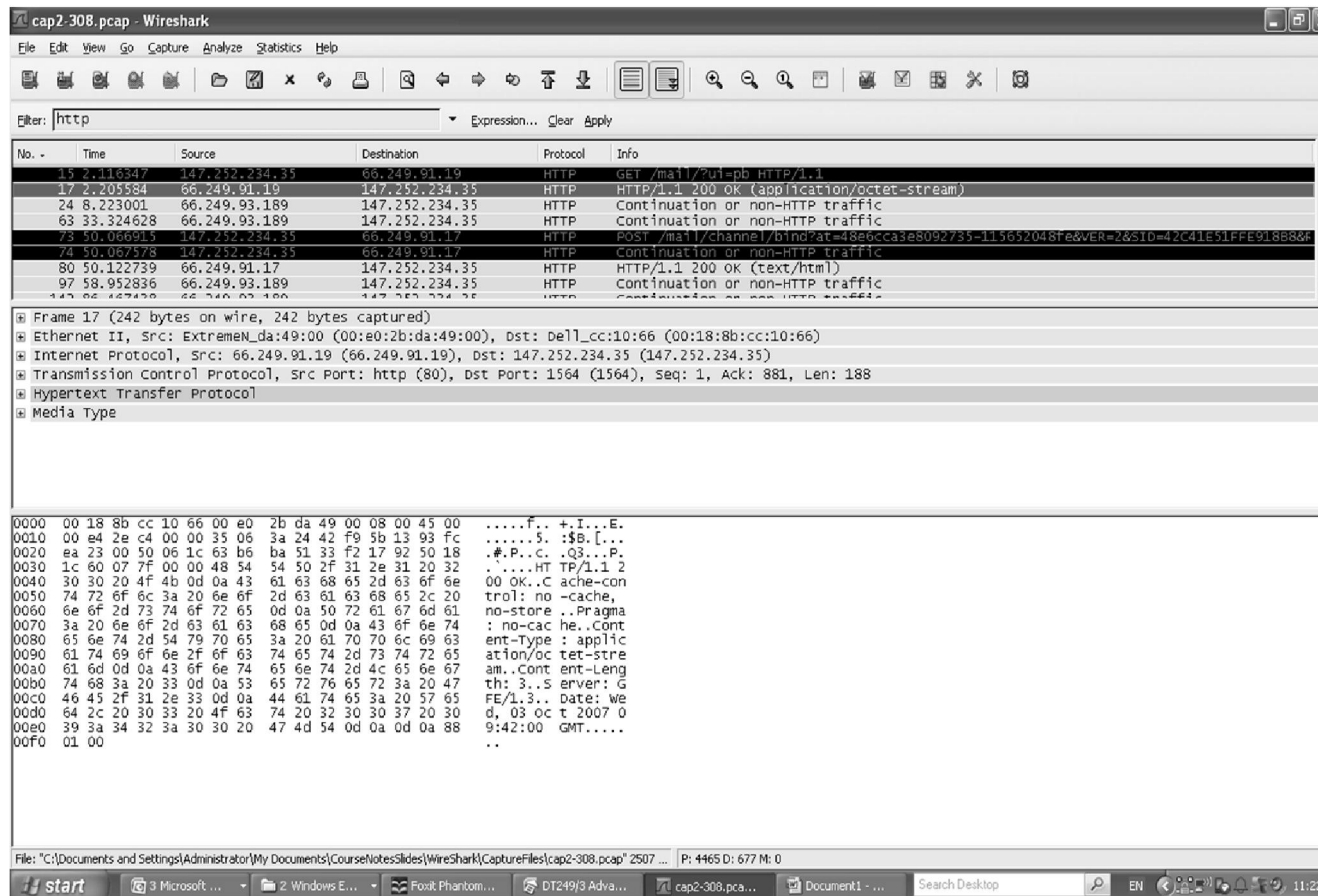 cap2-308.pcap - Wireshark
File Edit View Go Capture Analyze Statistics Help
Filter: http Expression... Clear Apply
No. - Time Source Destination Protocol Info
15 2.116347 147.252.234.35 66.249.91.19 HTTP GET /mail/?ui=pb HTTP/1.1
17 2.205584 66.249.91.19 147.252.234.35 HTTP HTTP/1.1 200 OK (application/octet-stream)
24 8.223001 66.249.93.189 147.252.234.35 HTTP Continuation or non-HTTP traffic
63 33.324628 66.249.93.189 147.252.234.35 HTTP Continuation or non-HTTP traffic
73 50.066915 147.252.234.35 66.249.91.17 HTTP POST /mail/channel/bind?at=48e6cca3e8092735-115652048fe&VER=2&SID=42C41E51FFE918B8&
74 50.067578 147.252.234.35 66.249.91.17 HTTP Continuation or non-HTTP traffic
80 50.122739 66.249.91.17 147.252.234.35 HTTP HTTP/1.1 200 OK (text/html)
97 58.952836 66.249.93.189 147.252.234.35 HTTP Continuation or non-HTTP traffic
66.249.93.189 147.252.234.35 HTTP Continuation or non-HTTP traffic
Frame 17 (242 bytes on wire, 242 bytes captured)
Ethernet II, Src: ExtremeN_da:49:00 (00:e0:2b:da:49:00), Dst: Dell_cc:10:66 (00:18:8b:cc:10:66)
Internet Protocol, Src: 66.249.91.19 (66.249.91.19), Dst: 147.252.234.35 (147.252.234.35)
Transmission Control Protocol, Src Port: http (80), Dst Port: 1564 (1564), Seq: 1, Ack: 881, Len: 188
Hypertext Transfer Protocol
Media Type
0000 00 18 8b cc 10 66 00 e0 2b da 49 00 08 00 45 00 .....f.. +.I...E.
0010 00 e4 2e c4 00 00 35 06 3a 24 42 f9 5b 13 93 fc ......5. :$B.[...
0020 ea 23 00 50 06 1c 63 b6 ba 51 33 f2 17 92 50 18 .#.P..c. .Q3...P.
0030 1c 60 07 7f 00 00 48 54 54 50 2f 31 2e 31 20 32 .`....HT TP/1.1 2
0040 30 30 20 4f 4b 0d 0a 43 61 63 68 65 2d 63 6f 6e 00 OK..C ache-con
0050 74 72 6f 6c 3a 20 6e 6f 2d 63 61 63 68 65 2c 20 trol: no -cache,
0060 6e 6f 2d 73 74 6f 72 65 0d 0a 50 72 61 67 6d 61 no-store ..Pragma
0070 3a 20 6e 6f 2d 63 61 63 68 65 0d 0a 43 6f 6e 74 : no-cac he..Cont
0080 65 6e 74 2d 54 79 70 65 3a 20 61 70 70 6c 69 63 ent-Type : applic
0090 61 74 69 6f 6e 2f 6f 63 74 65 74 2d 73 74 72 65 ation/oc tet-stre
00a0 61 6d 0d 0a 43 6f 6e 74 65 6e 74 2d 4c 65 6e 67 am..Cont ent-Leng
00b0 74 68 3a 20 33 0d 0a 53 65 72 76 65 72 3a 20 47 th: 3..S erver: G
00c0 46 45 2f 31 2e 33 0d 0a 44 61 74 65 3a 20 57 65 FE/1.3.. Date: We
00d0 64 2c 20 30 33 20 4f 63 74 20 32 30 30 37 20 30 d, 03 Oc t 2007 0
00e0 39 3a 34 32 3a 30 30 20 47 4d 54 0d 0a 0d 0a 88 9:42:00 GMT.....
00f0 01 00 ..
File: "C:\Documents and Settings\Administrator\My Documents\CourseNotesSlides\WireShark\CaptureFiles\cap2-308.pcap" 2507 ... P: 4465 D: 677 M: 0
start 3 Microsoft ... 2 Windows E... Foxit Phantom... DT249/3 Adva... cap2-308.pca... Document1 - ... Search Desktop EN